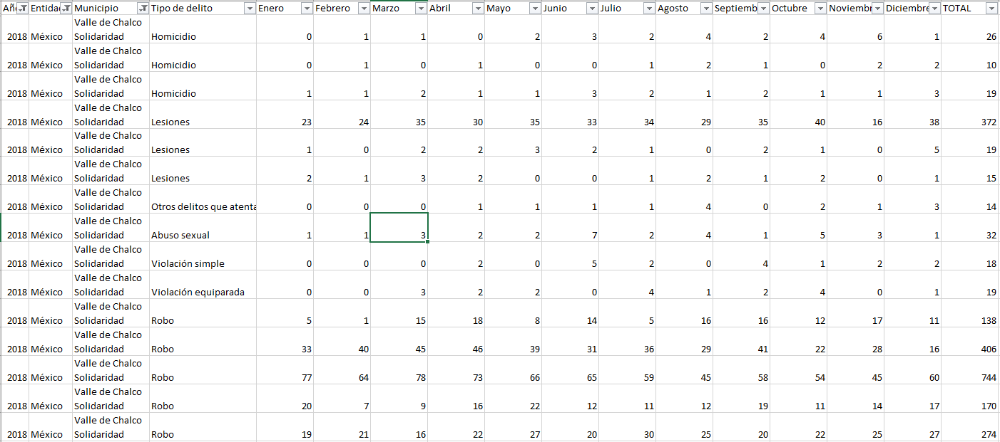 Año Entidad Municipio Tipo de delito Enero Febrero Marzo Abril Mayo Junio Julio Agosto Septiemb Octubre Noviembr Diciembre TOTAL
Valle de Chalco
2018 México Solidaridad Homicidio 0 1 1 0 2 3 2 4 2 4 6 1 26
Valle de Chalco
2018 México Solidaridad Homicidio 0 1 0 1 0 0 1 2 1 0 2 2 10
Valle de Chalco
2018 México Solidaridad Homicidio 1 1 2 1 1 3 2 1 2 1 1 3 19
Valle de Chalco
2018 México Solidaridad Lesiones 23 24 35 30 35 33 34 29 35 40 16 38 372
Valle de Chalco
2018 México Solidaridad Lesiones 1 0 2 2 3 2 1 0 2 1 0 5 19
Valle de Chalco
2018 México Solidaridad Lesiones 2 1 3 2 0 0 1 2 1 2 0 1 15
Valle de Chalco
2018 México Solidaridad Otros delitos que atenta 0 0 0 1 1 1 1 4 0 2 1 3 14
Valle de Chalco
2018 México Solidaridad Abuso sexual 1 1 3 2 2 7 2 4 1 5 3 1 32
Valle de Chalco
2018 México Solidaridad Violación simple 0 0 0 2 0 5 2 0 4 1 2 2 18
Valle de Chalco
2018 México Solidaridad Violación equiparada 0 0 3 2 2 0 4 1 2 4 0 1 19
Valle de Chalco
2018 México Solidaridad Robo 5 1 15 18 8 14 5 16 16 12 17 11 138
Valle de Chalco
2018 México Solidaridad Robo 33 40 45 46 39 31 36 29 41 22 28 16 406
Valle de Chalco
2018 México Solidaridad Robo 77 64 78 73 66 65 59 45 58 54 45 60 744
Valle de Chalco
2018 México Solidaridad Robo 20 7 9 16 22 12 11 12 19 11 14 17 170
Valle de Chalco
2018 México Solidaridad Robo 19 21 16 22 27 20 30 25 20 22 25 27 274